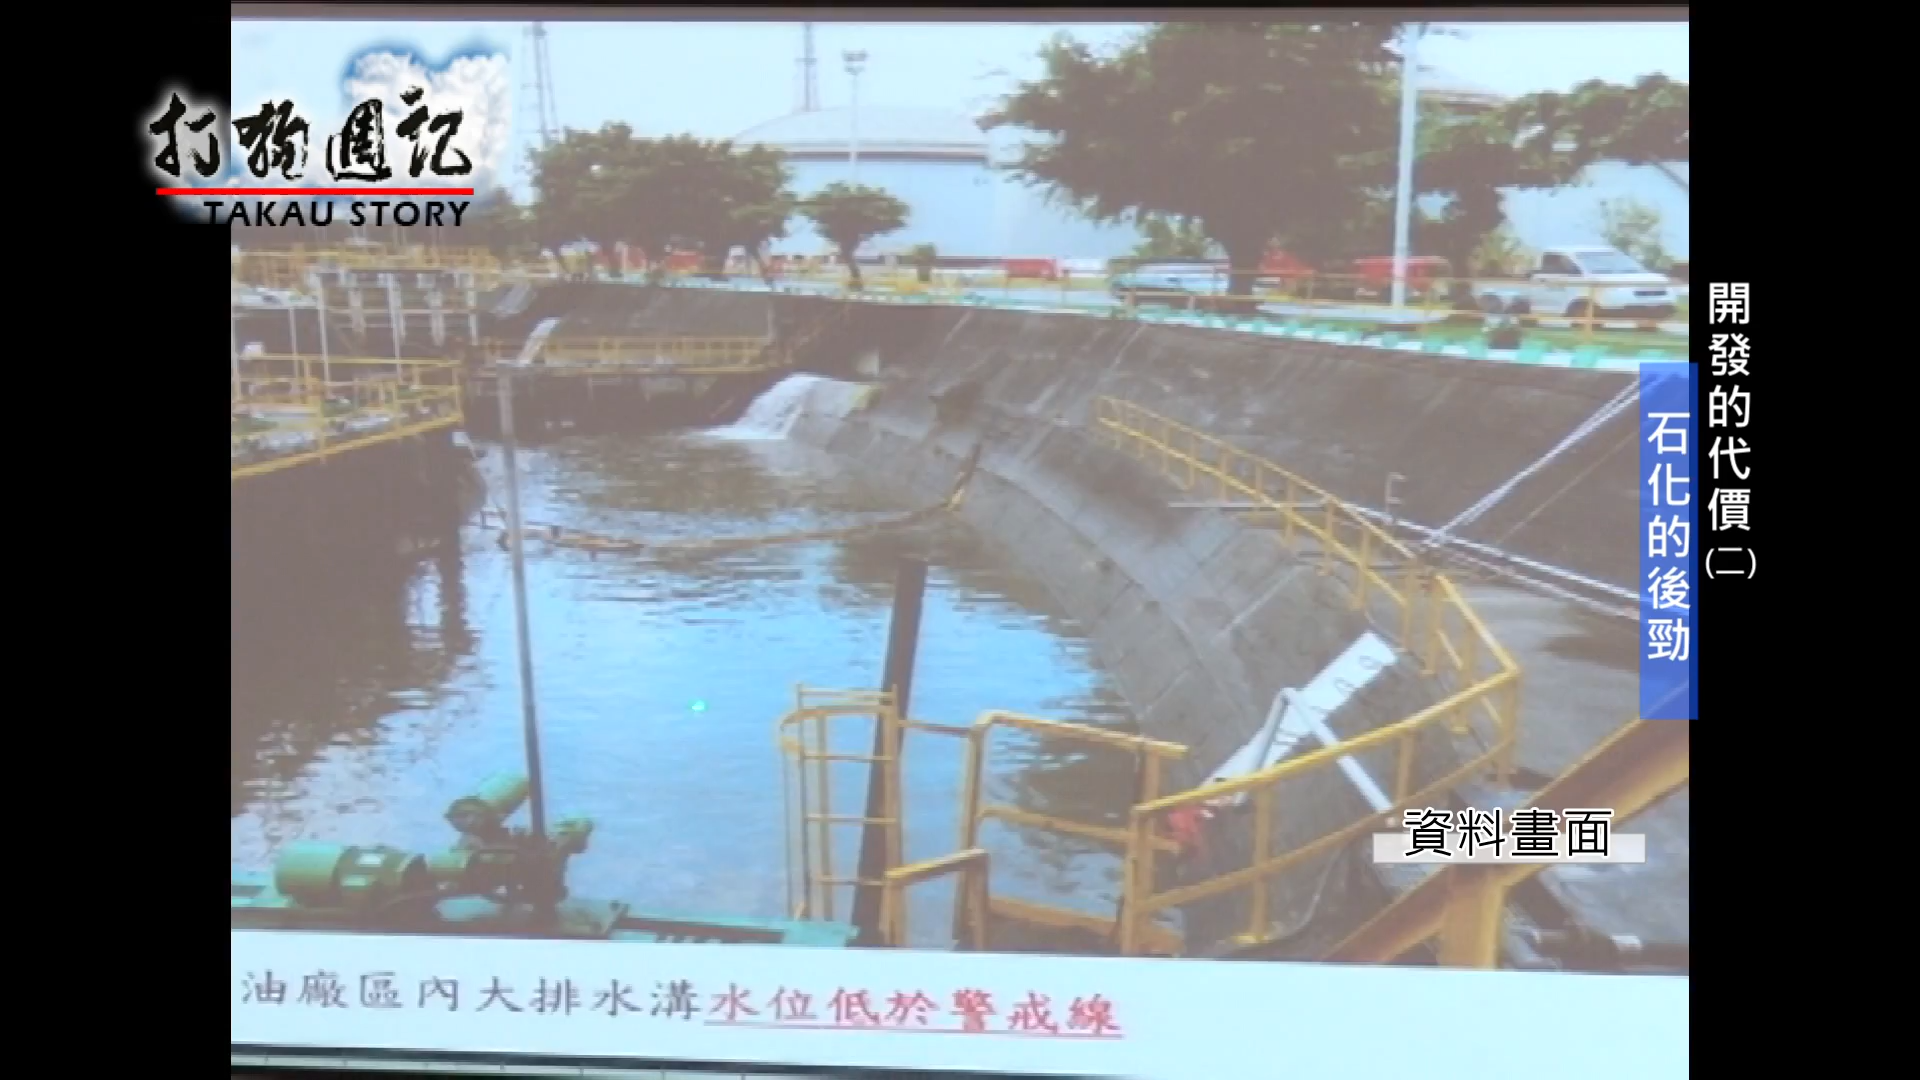 打狗週記
TAKAU STORY
開發的代價(二)
石化的後勁
資料畫面
油廠區內大排水溝水位低於警戒線